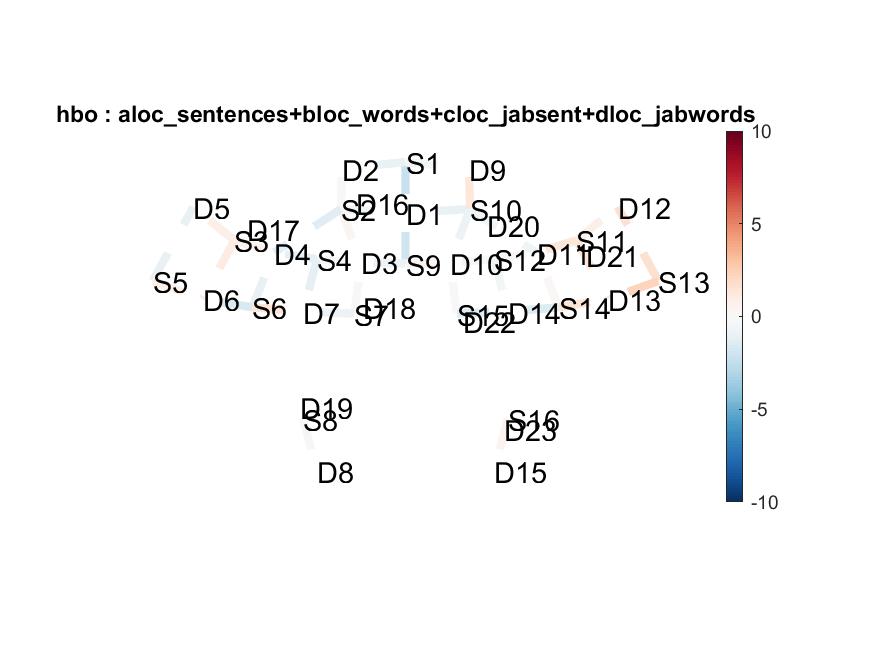 hbo : aloc_sentences+bloc_words+cloc_jabsent+dloc_jabwords
10
5
0
-5
-10
D2
S1
D9
D5
S2
D16
D1
S10
D12
D17
S3
D20
D4
S4
D3
S9
D10
S12
D11
S11
D21
S5
S13
D6
S6
D7
S7
D18
S15
D22
D14
S14
D13
D19
S8
S16
D23
D8
D15